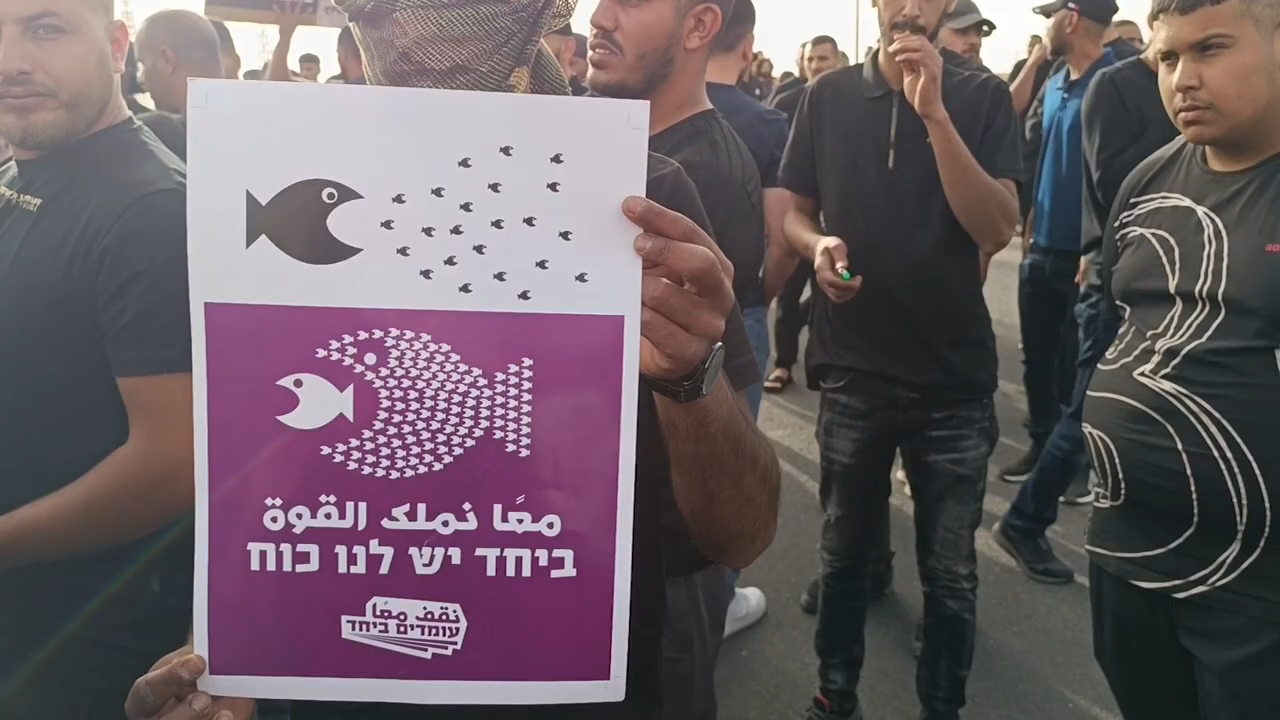 معًا نملك القوة
ביחד יש לנו כוח
نقف معًا
עומדים ביחד